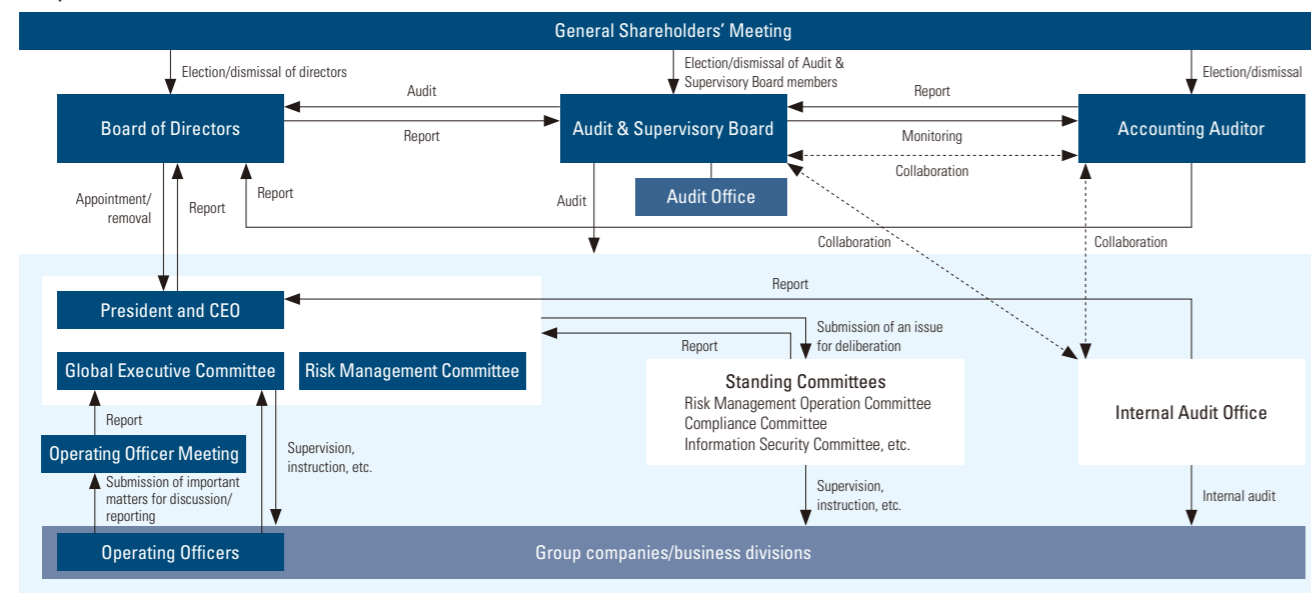 General Shareholders' Meeting
Election/dismissal of directors
Election/dismissal of Audit &
Supervisory Board members
Election/dismissal
Audit
Report
Board of Directors
Report
Audit & Supervisory Board
Monitoring
Collaboration
Accounting Auditor
Audit Office
Appointment/
removal
Report
Report
Audit
Collaboration
Collaboration
President and CEO
Report
Submission of an issue
for deliberation
Report
Global Executive Committee
Risk Management Committee
Standing Committees
Risk Management Operation Committee
Compliance Committee
Information Security Committee, etc.
Internal Audit Office
Report
Operating Officer Meeting
Supervision,
instruction, etc.
Submission of important
matters for discussion/
reporting
Supervision,
instruction, etc.
Internal audit
Operating Officers
Group companies/business divisions